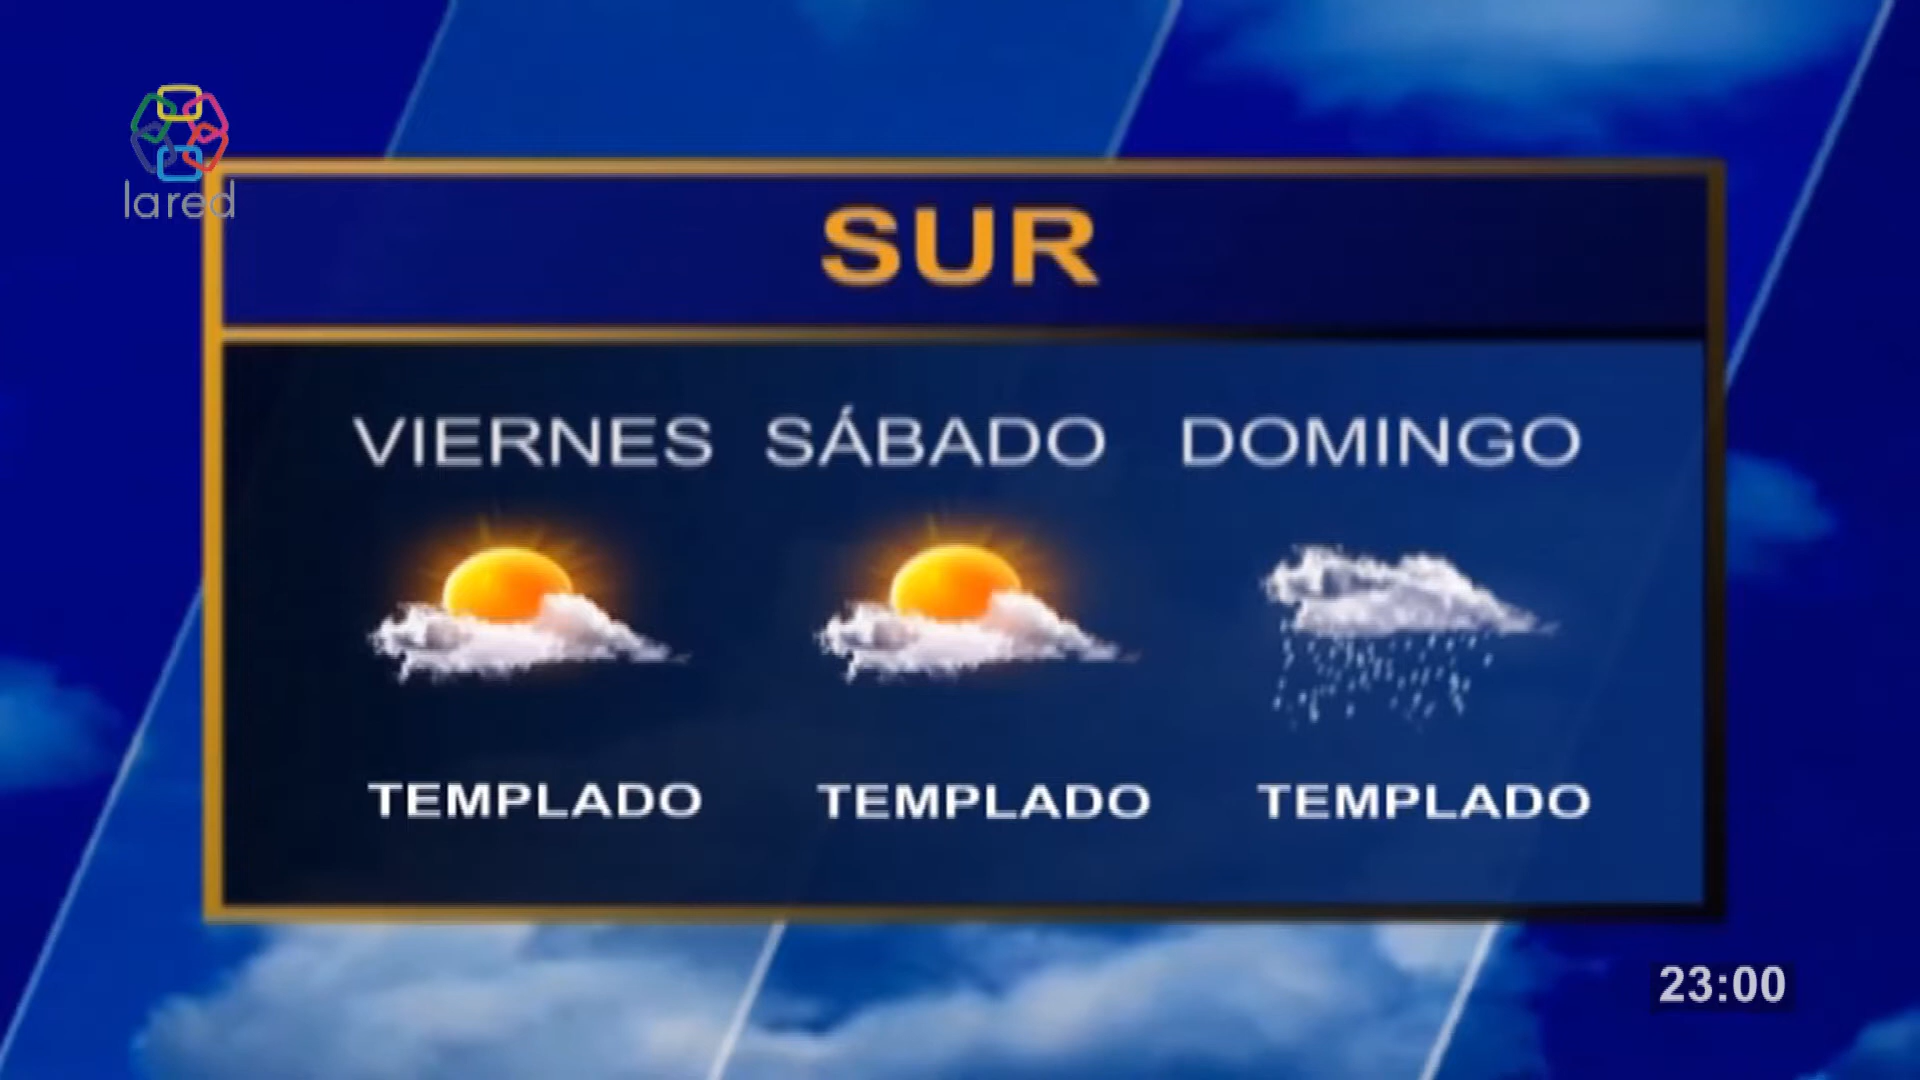 lared
SUR
VIERNES SÁBADO DOMINGO
TEMPLADO TEMPLADO TEMPLADO
23:00